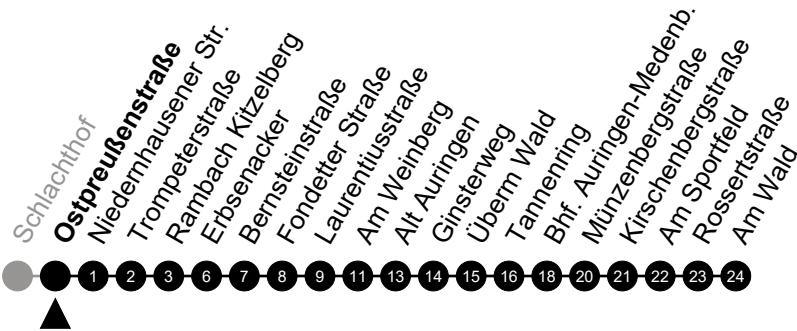 Schlachthof
Ostpreußenstraße
Niedernhausener Str.
Trompeterstraße
Rambach Kitzelberg
Erbsenacker
Bernsteinstraße
Fondetter Straße
Laurentiusstraße
Am Weinberg
Alt Auringen
Ginsterweg
Überm Wald
Tannenring
Bhf. Auringen-Medenb.
Münzenbergstraße
Kirschenbergstraße
Am Sportfeld
Rossertstraße
Am Wald
1 2 3 6 7 8 9 11 13 14 15 16 18 20 21 22 23 24